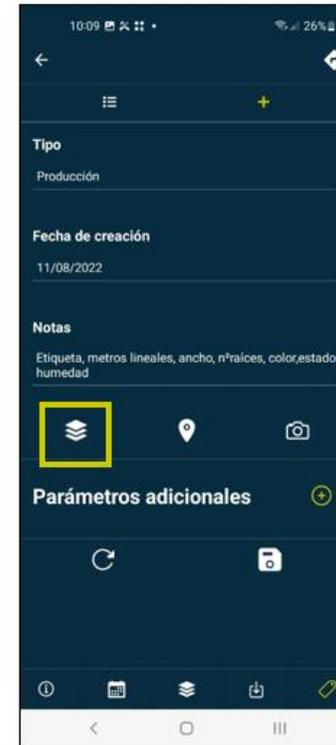 10:09 26%
Tipo
Producción
Fecha de creación
11/08/2022
Notas
Etiqueta, metros lineales, ancho, nºraíces, color,estado
humedad
Parámetros adicionales